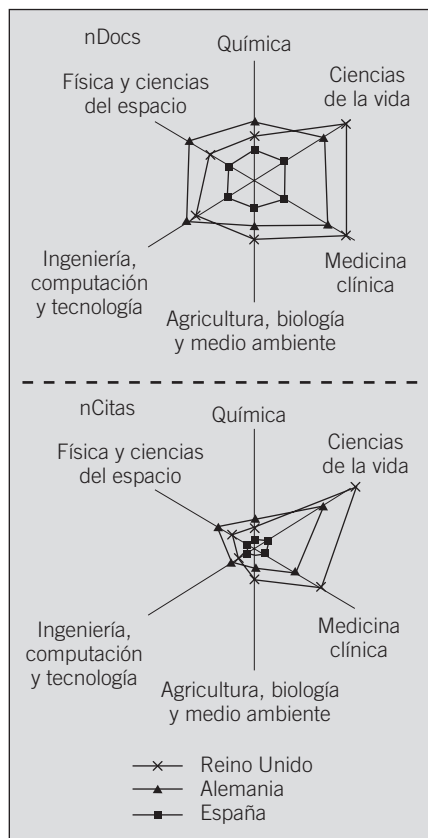 nDocs
Química
Física y ciencias
del espacio
Ciencias
de la vida
Ingeniería,
computación
y tecnología
Medicina
clínica
Agricultura, biología
y medio ambiente
nCitas
Química
Física y ciencias
del espacio
Ciencias
de la vida
Ingeniería,
computación
y tecnología
Medicina
clínica
Agricultura, biología
y medio ambiente
Reino Unido
Alemania
España